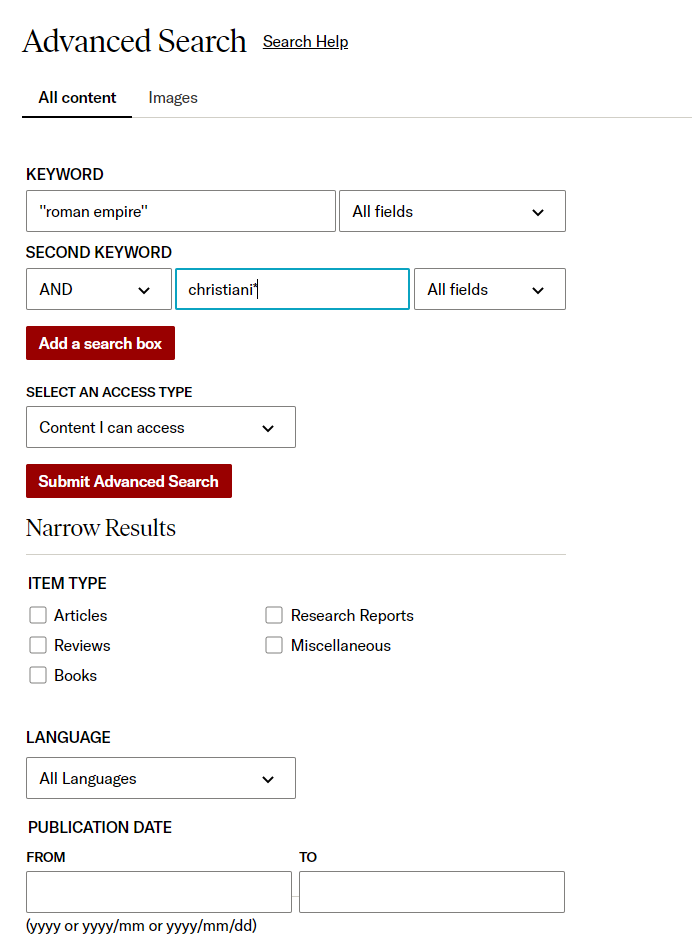 Advanced Search Search Help
All content Images
KEYWORD
"roman empire" All fields
SECOND KEYWORD
AND christiani* All fields
Add a search box
SELECT AN ACCESS TYPE
Content I can access
Submit Advanced Search
Narrow Results
ITEM TYPE
Articles Research Reports
Reviews Miscellaneous
Books
LANGUAGE
All Languages
PUBLICATION DATE
FROM TO
(yyyy or yyyy/mm or yyyy/mm/dd)